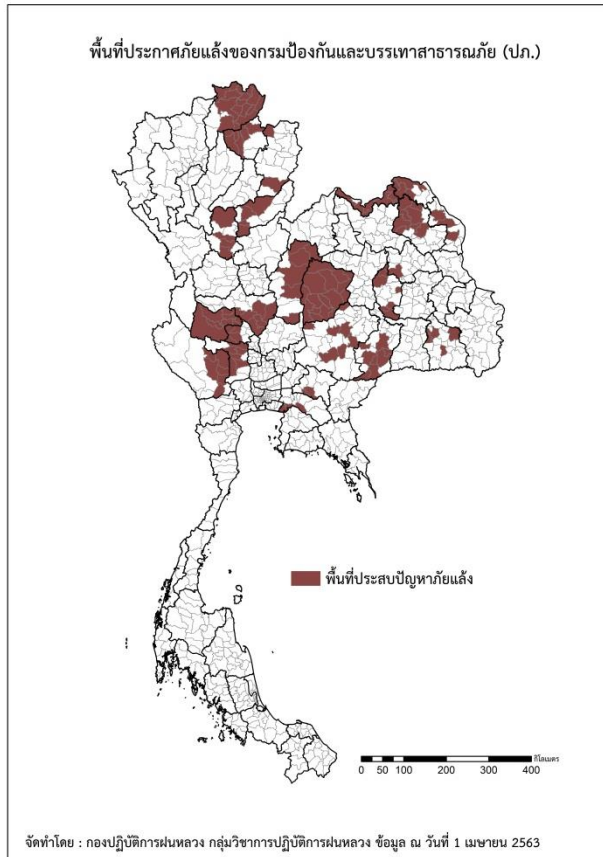 พื้นที่ประกาศภัยแล้งของกรมป้องกันและบรรเทาสาธารณภัย (ปภ.)
พื้นที่ประสบปัญหาภัยแล้ง
กิโลเมตร
0 25 50 100 200 300 400
จัดทำโดย : กองปฏิบัติการฝนหลวง กลุ่มวิชาการปฏิบัติการฝนหลวง ข้อมูล ณ วันที่ 1 เมษายน 2563